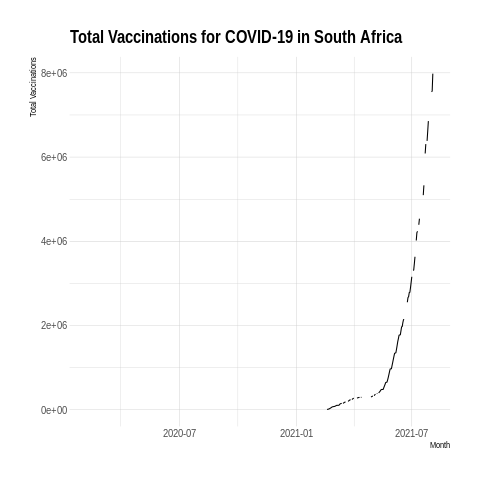 Total Vaccinations for COVID-19 in South Africa
Total Vaccinations
8e+06
6e+06
4e+06
2e+06
0e+00
2020-07 2021-01 2021-07
Month